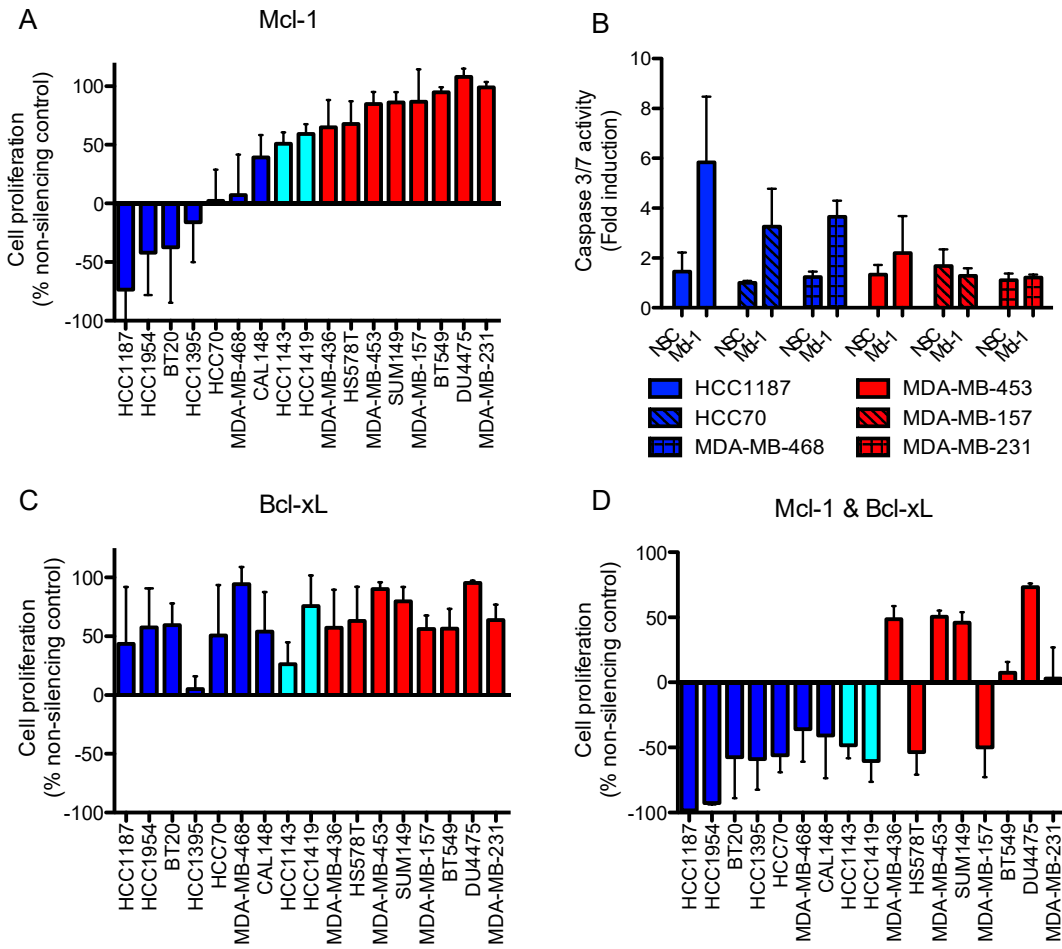 A
Mcl-1
Cell proliferation
(% non-silencing control)
100
50
0
-50
-100
HCC1187
HCC1954
BT20
HCC1395
HCC70
MDA-MB-468
CAL148
HCC1143
HCC1419
MDA-MB-436
HS578T
MDA-MB-453
SUM149
MDA-MB-157
BT549
DU4475
MDA-MB-231
B
Caspase 3/7 activity
(Fold induction)
10
8
6
4
2
0
NSC
Mcl-1
NSC
Mcl-1
NSC
Mcl-1
NSC
Mcl-1
NSC
Mcl-1
NSC
Mcl-1
HCC1187
HCC70
MDA-MB-468
MDA-MB-453
MDA-MB-157
MDA-MB-231
C
Bcl-xL
Cell proliferation
(% non-silencing control)
100
50
0
-50
-100
HCC1187
HCC1954
BT20
HCC1395
HCC70
MDA-MB-468
CAL148
HCC1143
HCC1419
MDA-MB-436
HS578T
MDA-MB-453
SUM149
MDA-MB-157
BT549
DU4475
MDA-MB-231
D
Mcl-1 & Bcl-xL
Cell proliferation
(% non-silencing control)
100
50
0
-50
-100
HCC1187
HCC1954
BT20
HCC1395
HCC70
MDA-MB-468
CAL148
HCC1143
HCC1419
MDA-MB-436
HS578T
MDA-MB-453
SUM149
MDA-MB-157
BT549
DU4475
MDA-MB-231